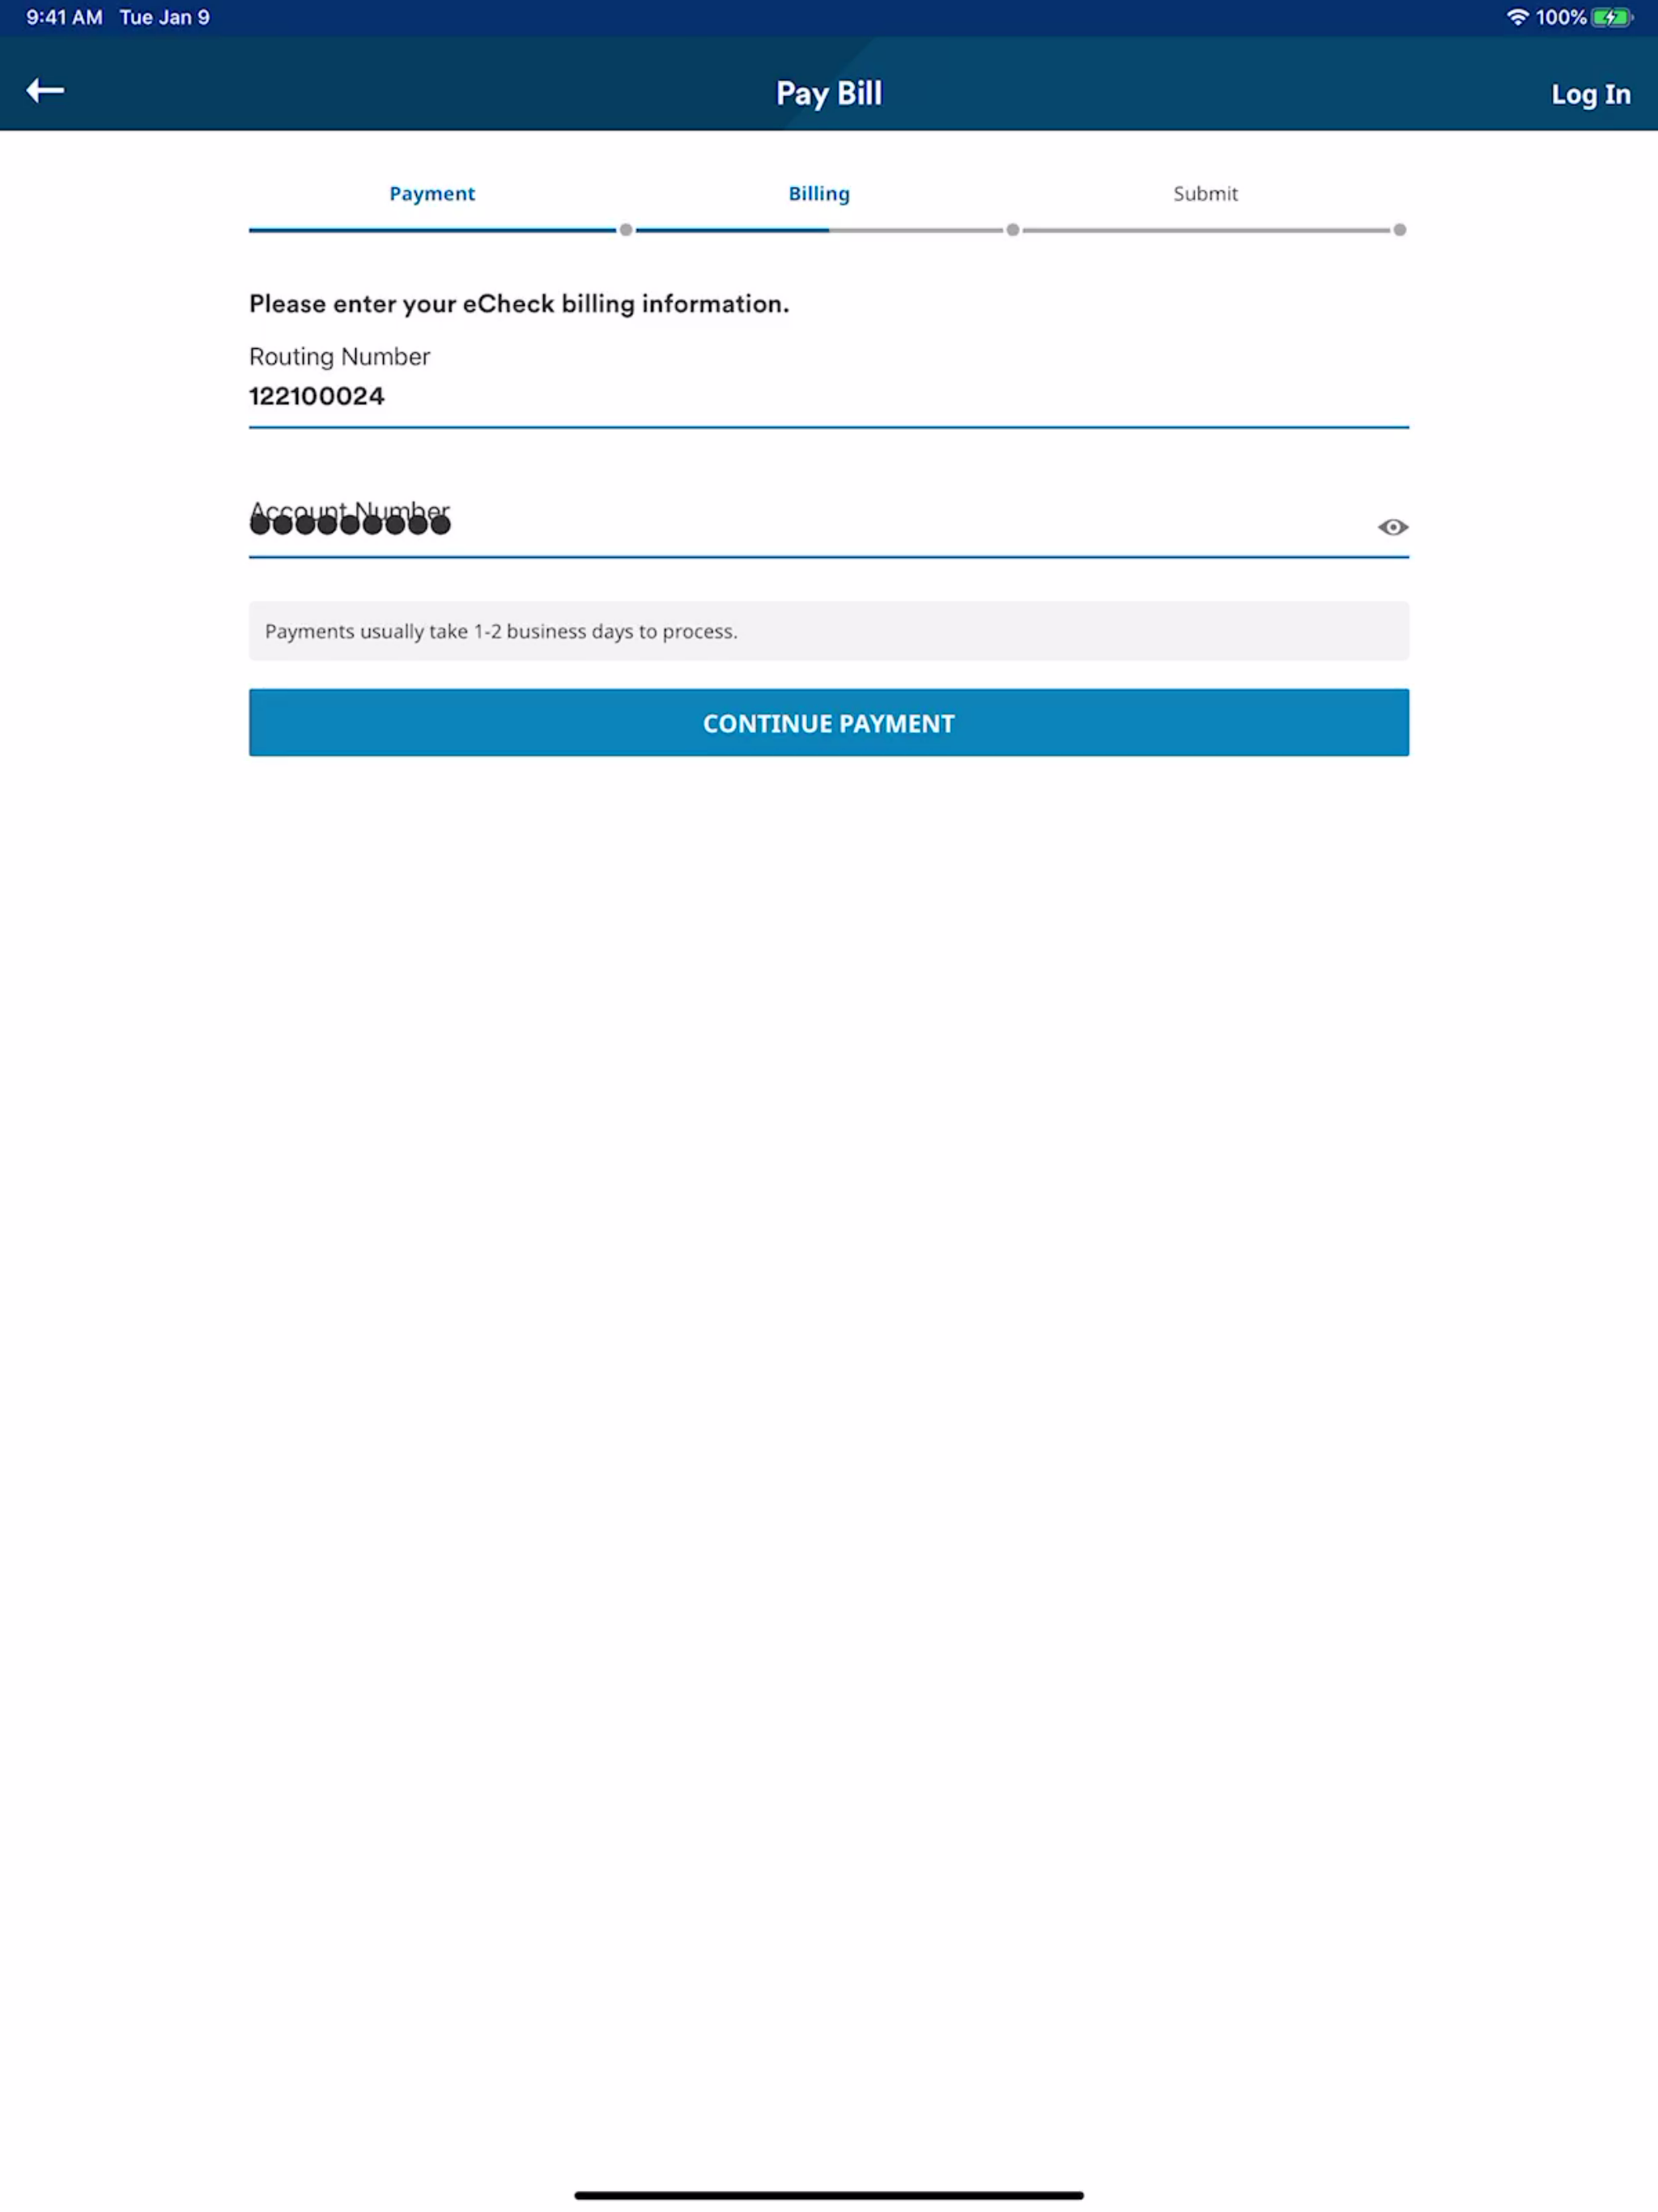 9:41 AM Tue Jan 9 100%
Pay Bill
Log In
Payment Billing Submit
Please enter your eCheck billing information.
Routing Number
122100024
Account Number
●●●●●●●●●
Payments usually take 1-2 business days to process.
CONTINUE PAYMENT